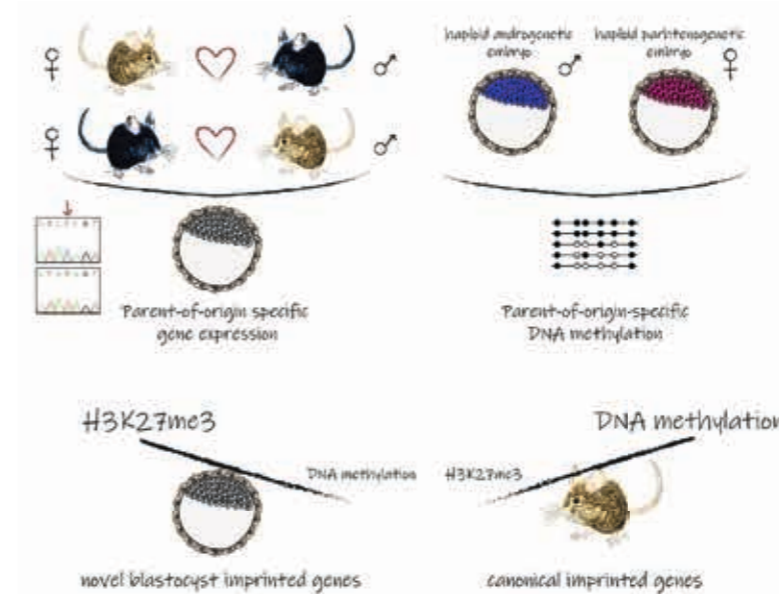 haploid androgenetic
embryo
haploid parhtenogenetic
embryo
Parent-of-origin specific
gene expression
Parent-of-origin-specific
DNA methylation
H3K27me3
DNA methylation
DNA methylation
H3K27me3
novel blastocyst imprinted genes
canonical imprinted genes